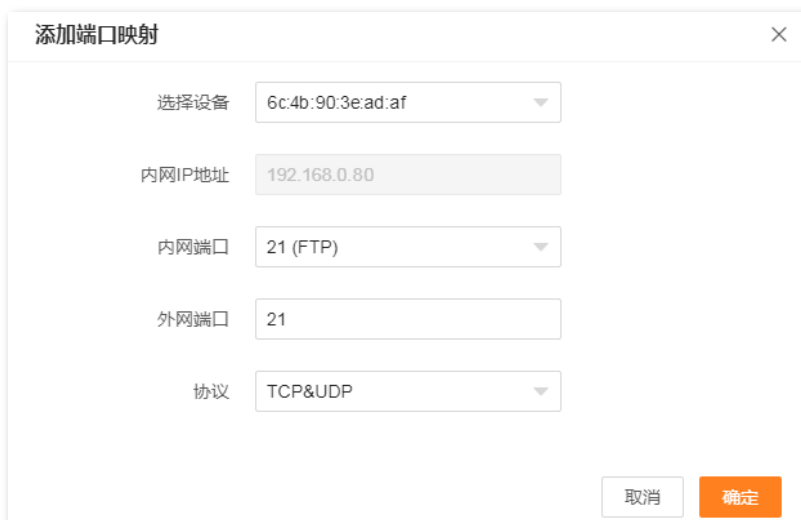 添加端口映射
选择设备 6c:4b:90:3e:ad:af
内网IP地址 192.168.0.80
内网端口 21 (FTP)
外网端口 21
协议 TCP&UDP
取消 确定